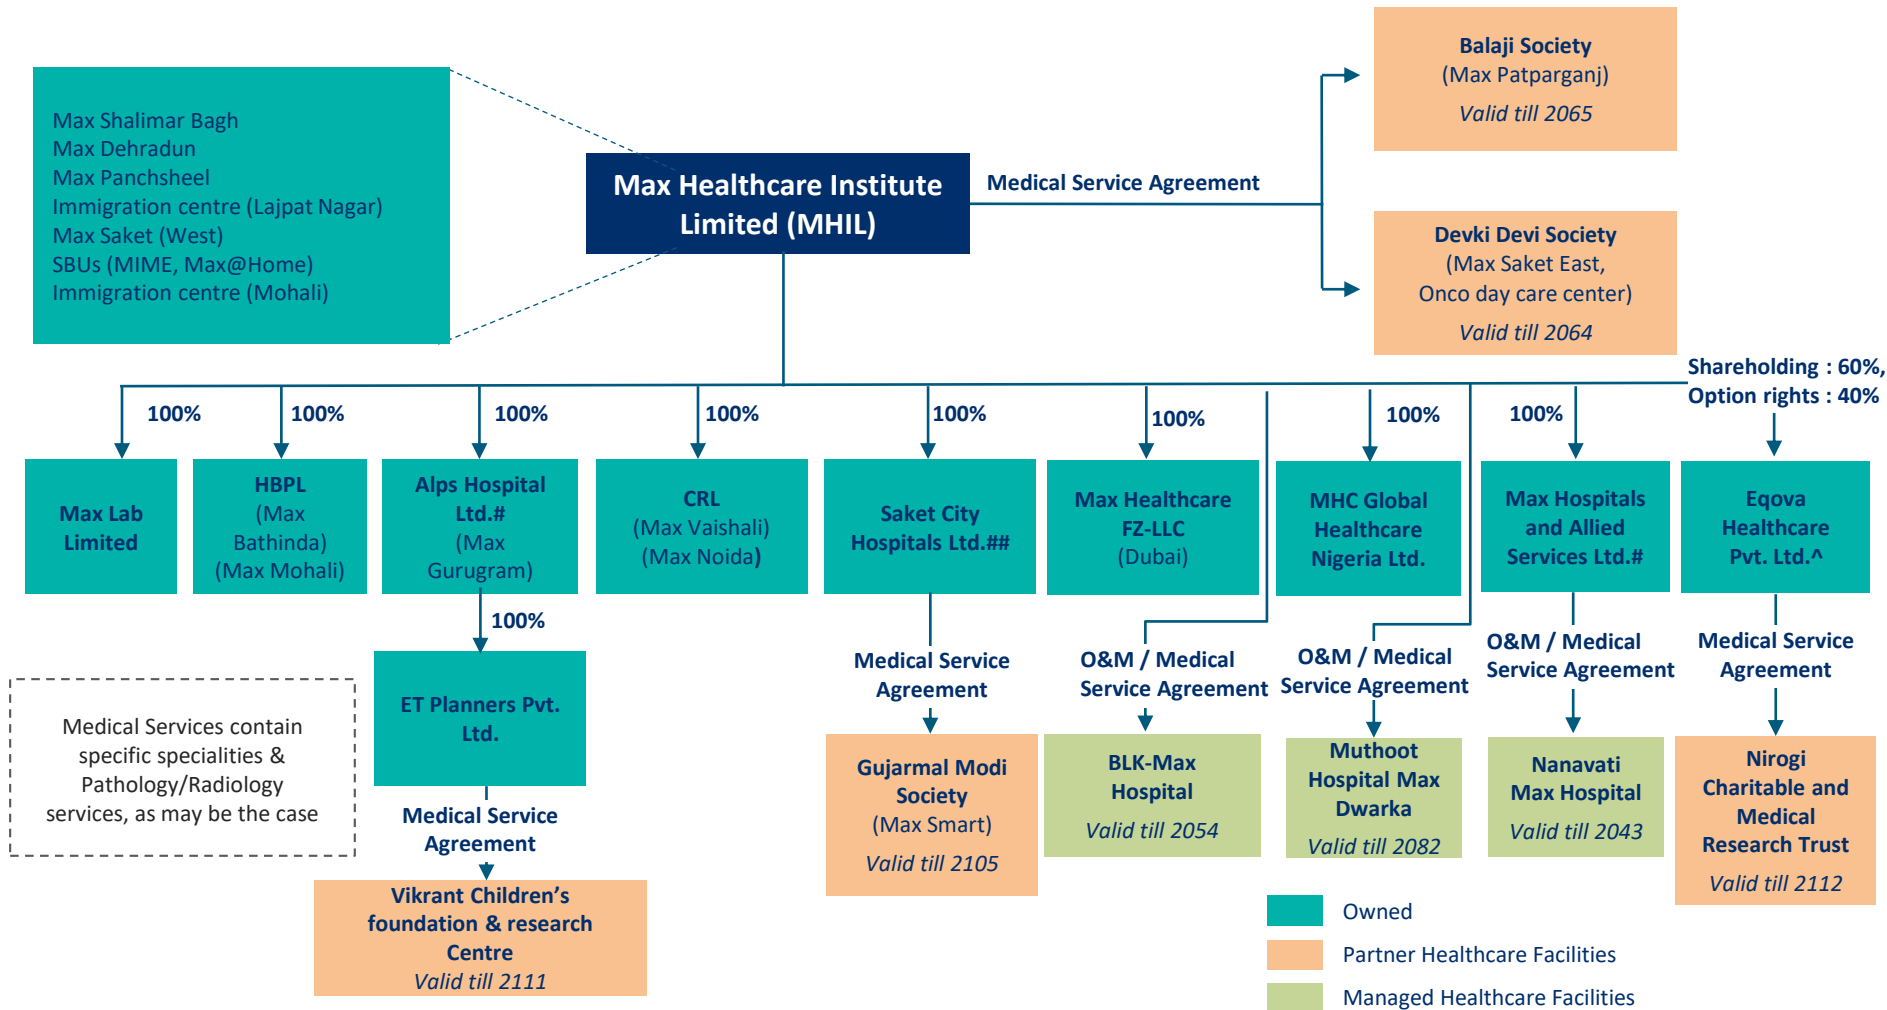 Balaji Society
(Max Patparganj)
Valid till 2065
Max Shalimar Bagh
Max Dehradun
Max Panchsheel
Immigration centre (Lajpat Nagar)
Max Saket (West)
SBUs (MIME, Max@Home)
Immigration centre (Mohali)
Max Healthcare Institute
Limited (MHIL)
Medical Service Agreement
Devki Devi Society
(Max Saket East,
Onco day care center)
Valid till 2064
Shareholding : 60%,
Option rights : 40%
100%
100%
100%
100%
100%
100%
100%
100%
Max Lab
Limited
HBPL
(Max
Bathinda)
(Max Mohali)
Alps Hospital
Ltd.#
(Max
Gurugram)
CRL
(Max Vaishali)
(Max Noida)
Saket City
Hospitals Ltd.##
Max Healthcare
FZ-LLC
(Dubai)
MHC Global
Healthcare
Nigeria Ltd.
Max Hospitals
and Allied
Services Ltd.#
Eqova
Healthcare
Pvt. Ltd.^
100%
ET Planners Pvt.
Ltd.
Medical Service
Agreement
Vikrant Children’s
foundation & research
Centre
Valid till 2111
Medical Services contain
specific specialities &
Pathology/Radiology
services, as may be the case
Medical Service
Agreement
Gujarmal Modi
Society
(Max Smart)
Valid till 2105
O&M / Medical
Service Agreement
BLK-Max
Hospital
Valid till 2054
O&M / Medical
Service Agreement
Muthoot
Hospital Max
Dwarka
Valid till 2082
O&M / Medical
Service Agreement
Nanavati
Max Hospital
Valid till 2043
Medical Service
Agreement
Nirogi
Charitable and
Medical
Research Trust
Valid till 2112
Owned
Partner Healthcare Facilities
Managed Healthcare Facilities